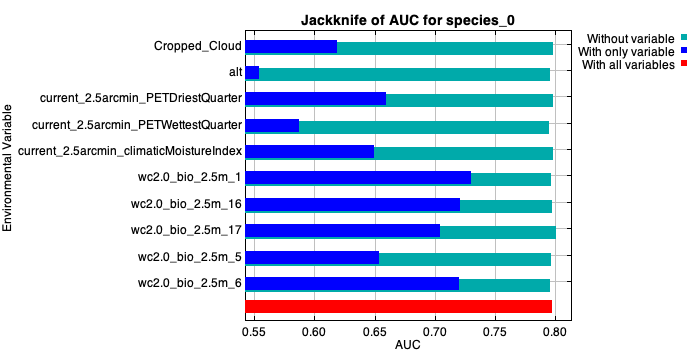 Jackknife of AUC for species_0
Without variable
With only variable
With all variables
Environmental Variable
Cropped_Cloud
alt
current_2.5arcmin_PETDriestQuarter
current_2.5arcmin_PETWettestQuarter
current_2.5arcmin_climaticMoistureIndex
wc2.0_bio_2.5m_1
wc2.0_bio_2.5m_16
wc2.0_bio_2.5m_17
wc2.0_bio_2.5m_5
wc2.0_bio_2.5m_6
0.55 0.60 0.65 0.70 0.75 0.80
AUC